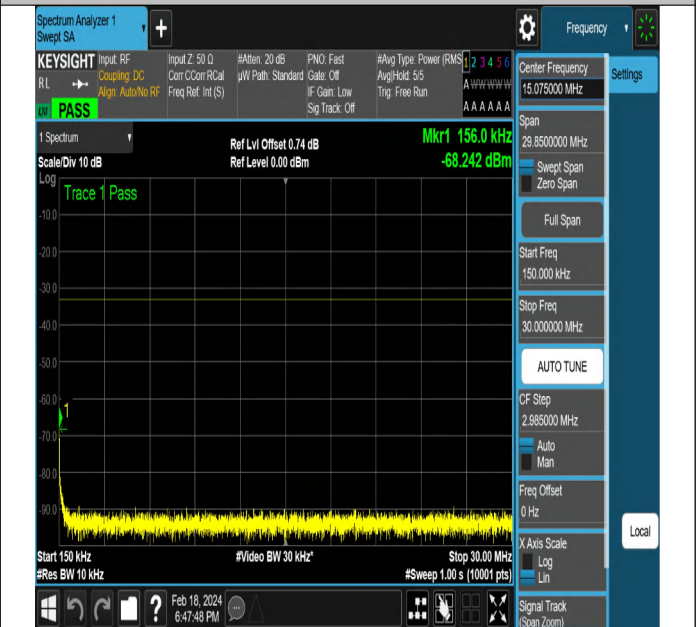 Spectrum Analyzer 1
Swept SA
Frequency
KEYSIGHT
Input: RF
Coupling: DC
Align: Auto/No RF
Input Z: 50 Ω
Corr CCorr RCal
Freq Ref: Int (S)
#Atten: 20 dB
µW Path: Standard
PNO: Fast
Gate: Off
IF Gain: Low
Sig Track: Off
#Avg Type: Power (RMS
Avg|Hold: 5/5
Trig: Free Run
1 2 3 4 5 6
A W W W W W
A A A A A A
R L
PASS
1 Spectrum
Scale/Div 10 dB
Ref Lvl Offset 0.74 dB
Ref Level 0.00 dBm
Mkr1 156.0 kHz
-68.242 dBm
Log
Trace 1 Pass
-10.0
-20.0
-30.0
-40.0
-50.0
-60.0
1
-70.0
-80.0
-90.0
Start 150 kHz
#Res BW 10 kHz
#Video BW 30 kHz*
Stop 30.00 MHz
#Sweep 1.00 s (10001 pts)
Feb 18, 2024
6:47:48 PM
Center Frequency
15.075000 MHz
Settings
Span
29.8500000 MHz
Swept Span
Zero Span
Full Span
Start Freq
150.000 kHz
Stop Freq
30.000000 MHz
AUTO TUNE
CF Step
2.985000 MHz
Auto
Man
Freq Offset
0 Hz
Local
X Axis Scale
Log
Lin
Signal Track
(Span Zoom)